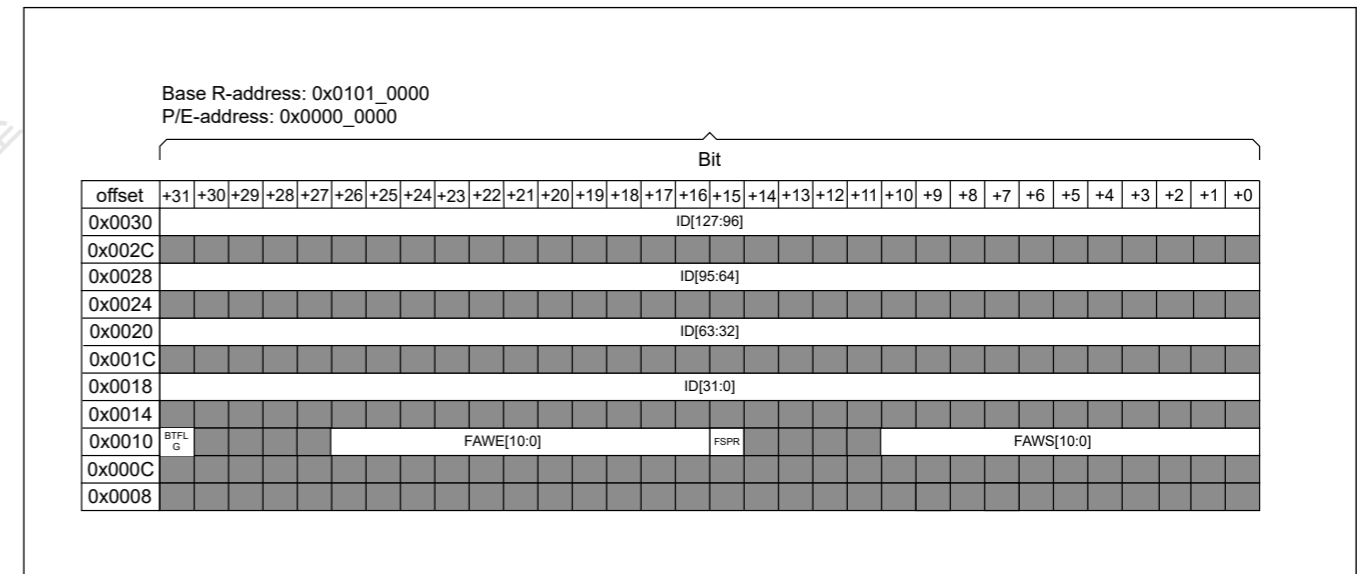 Base R-address: 0x0101_0000
P/E-address: 0x0000_0000
Bit
offset +31 +30 +29 +28 +27 +26 +25 +24 +23 +22 +21 +20 +19 +18 +17 +16 +15 +14 +13 +12 +11 +10 +9 +8 +7 +6 +5 +4 +3 +2 +1 +0
0x0030 ID[127:96]
0x002C
0x0028 ID[95:64]
0x0024
0x0020 ID[63:32]
0x001C
0x0018 ID[31:0]
0x0014
0x0010 BTFL G FAWE[10:0] FSPR FAWS[10:0]
0x000C
0x0008